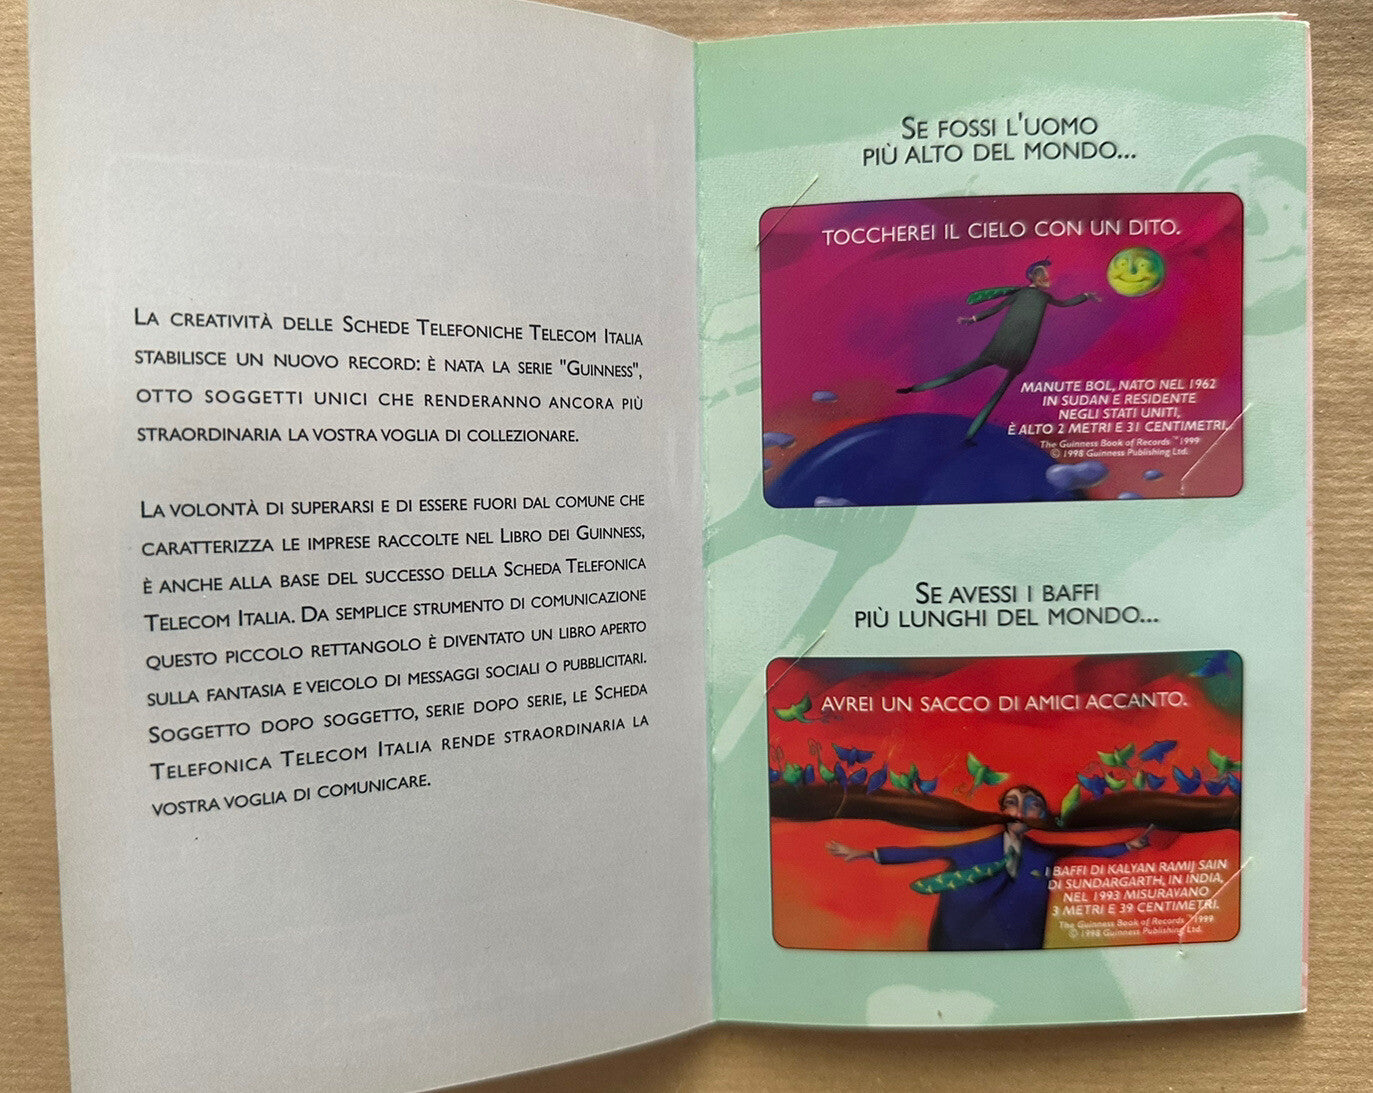 La creatività delle Schede Telefoniche Telecom Italia
stabilisce un nuovo record: è nata la serie "Guinness",
otto soggetti unici che renderanno ancora più
straordinaria la vostra voglia di collezionare.
La volontà di superarsi e di essere fuori dal comune che
caratterizza le imprese raccolte nel Libro dei Guinness,
è anche alla base del successo della Scheda Telefonica
Telecom Italia. Da semplice strumento di comunicazione
questo piccolo rettangolo è diventato un libro aperto
sulla fantasia e veicolo di messaggi sociali o pubblicitari.
Soggetto dopo soggetto, serie dopo serie, le Scheda
Telefonica Telecom Italia rende straordinaria la
vostra voglia di comunicare.
Se fossi l'uomo
più alto del mondo...
TOCCHEREI IL CIELO CON UN DITO.
MANUTE BOL, NATO NEL 1962
IN SUDAN E RESIDENTE
NEGLI STATI UNITI,
È ALTO 2 METRI E 31 CENTIMETRI.
The Guinness Book of Records ™1999
© 1998 Guinness Publishing Ltd.
Se avessi i baffi
più lunghi del mondo...
AVREI UN SACCO DI AMICI ACCANTO.
I BAFFI DI KALYAN RAMIJ SAIN
DI SUNDARGARTH, IN INDIA,
NEL 1993 MISURAVANO
3 METRI E 39 CENTIMETRI.
The Guinness Book of Records ™1999
© 1998 Guinness Publishing Ltd.